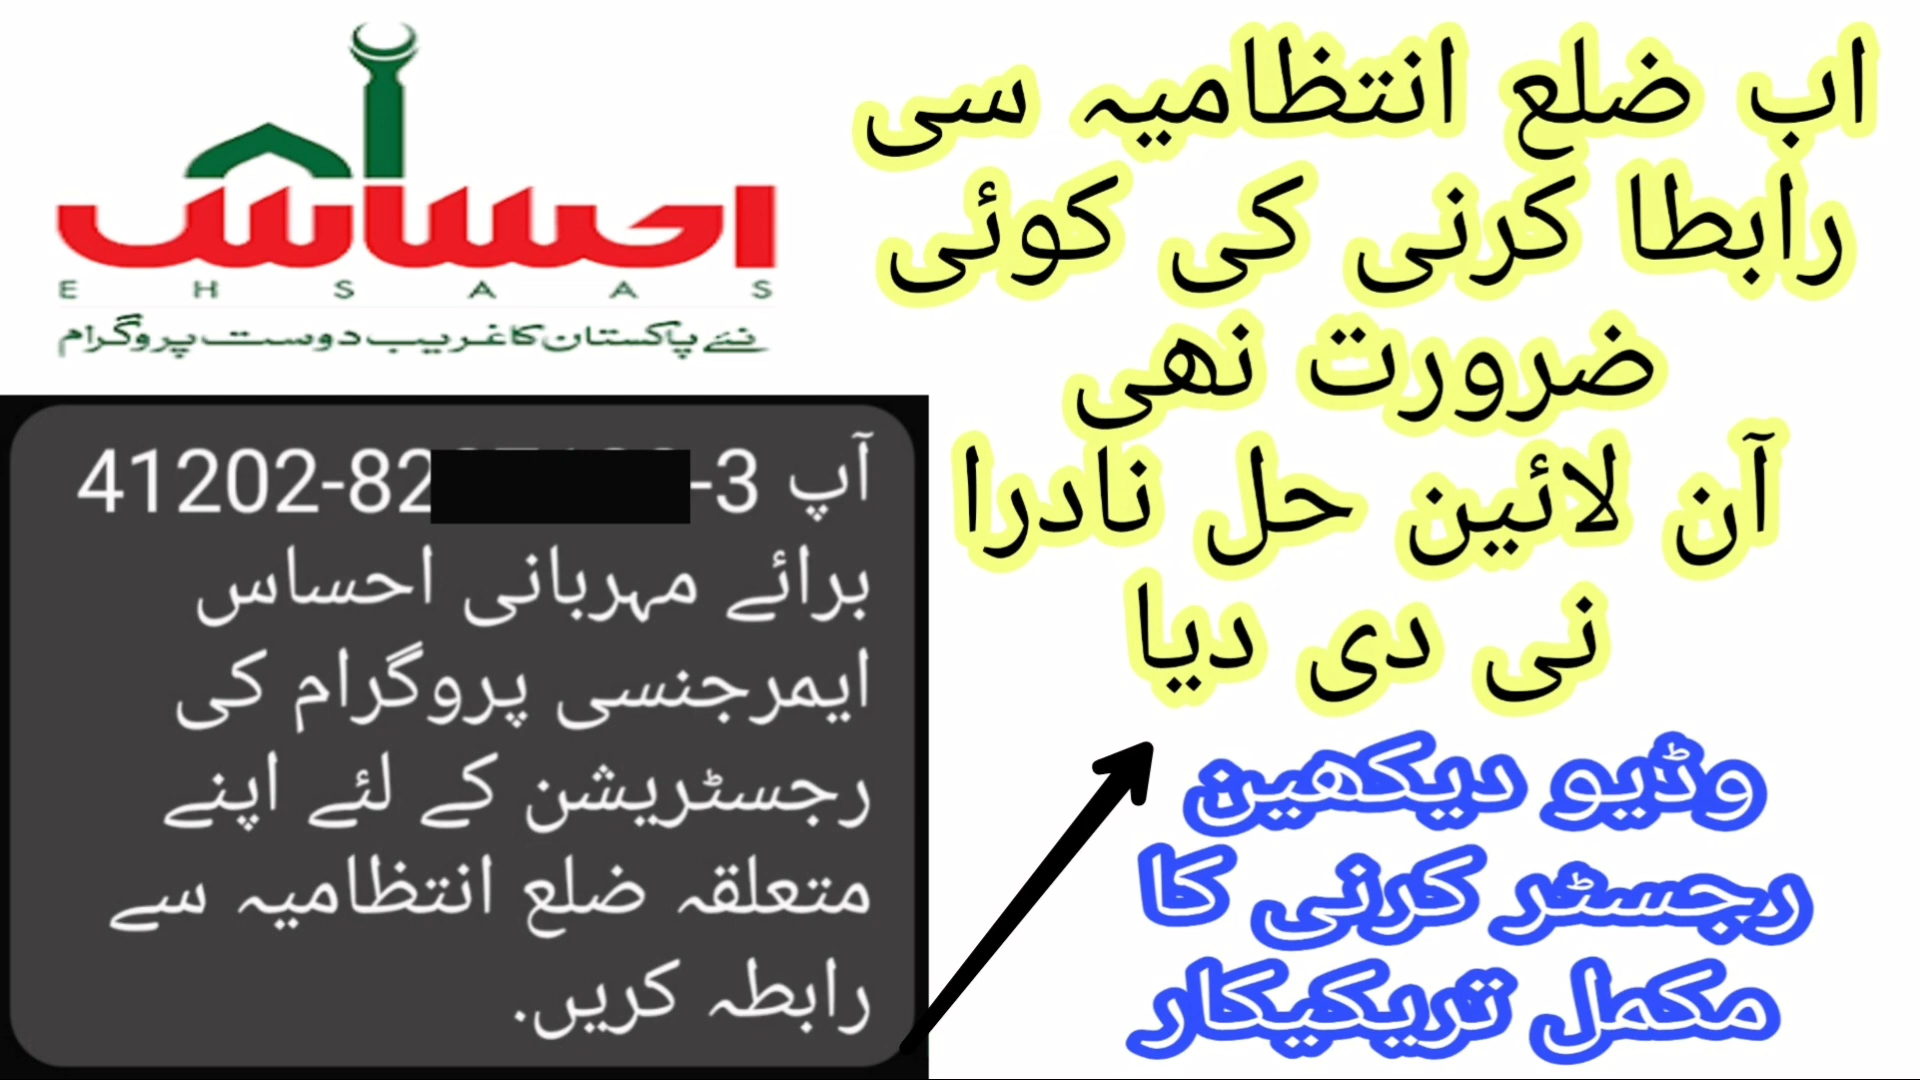 احساس
EHSAAS
نئے پاکستان کا غریب دوست پروگرام
آپ 41202-82 -3
برائے مہربانی احساس
ایمرجنسی پروگرام کی
رجسٹریشن کے لئے اپنے
متعلقہ ضلع انتظامیہ سے
رابطہ کریں.
اب ضلع انتظامیہ سی
رابطا کرنی کی کوئی
ضرورت نھی
آن لائین حل نادرا
نی دی دیا
وڈیو دیکھین
رجسٹر کرنی کا
مکمل تریکیکار